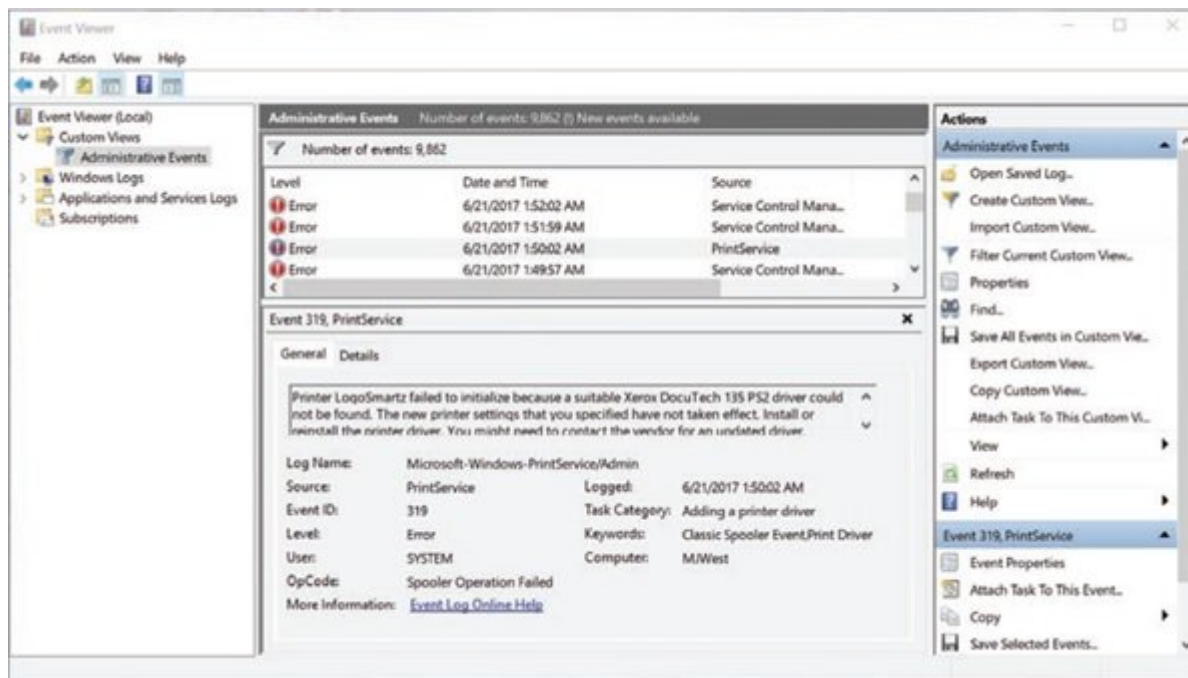 Event Viewer
File Action View Help
Event Viewer (Local)
Custom Views
Administrative Events
Windows Logs
Applications and Services Logs
Subscriptions
Administrative Events Number of events: 9,862 (!) New events available
Number of events: 9,862
Level Date and Time Source
Error 6/21/2017 1:52:02 AM Service Control Mana...
Error 6/21/2017 1:51:59 AM Service Control Mana...
Error 6/21/2017 1:50:02 AM PrintService
Error 6/21/2017 1:49:57 AM Service Control Mana...
Event 319, PrintService
General Details
Printer LogoSmartz failed to initialize because a suitable Xerox DocuTech 135 PS2 driver could
not be found. The new printer settings that you specified have not taken effect. Install or
reinstall the printer driver. You might need to contact the vendor for an updated driver.
Log Name: Microsoft-Windows-PrintService/Admin
Source: PrintService Logged: 6/21/2017 1:50:02 AM
Event ID: 319 Task Category: Adding a printer driver
Level: Error Keywords: Classic Spooler Event,Print Driver
User: SYSTEM Computer: MJWest
OpCode: Spooler Operation Failed
More Information: Event Log Online Help
Actions
Administrative Events
Open Saved Log...
Create Custom View...
Import Custom View...
Filter Current Custom View...
Properties
Find...
Save All Events in Custom Vie...
Export Custom View...
Copy Custom View...
Attach Task To This Custom Vi...
View
Refresh
Help
Event 319, PrintService
Event Properties
Attach Task To This Event...
Copy
Save Selected Events...